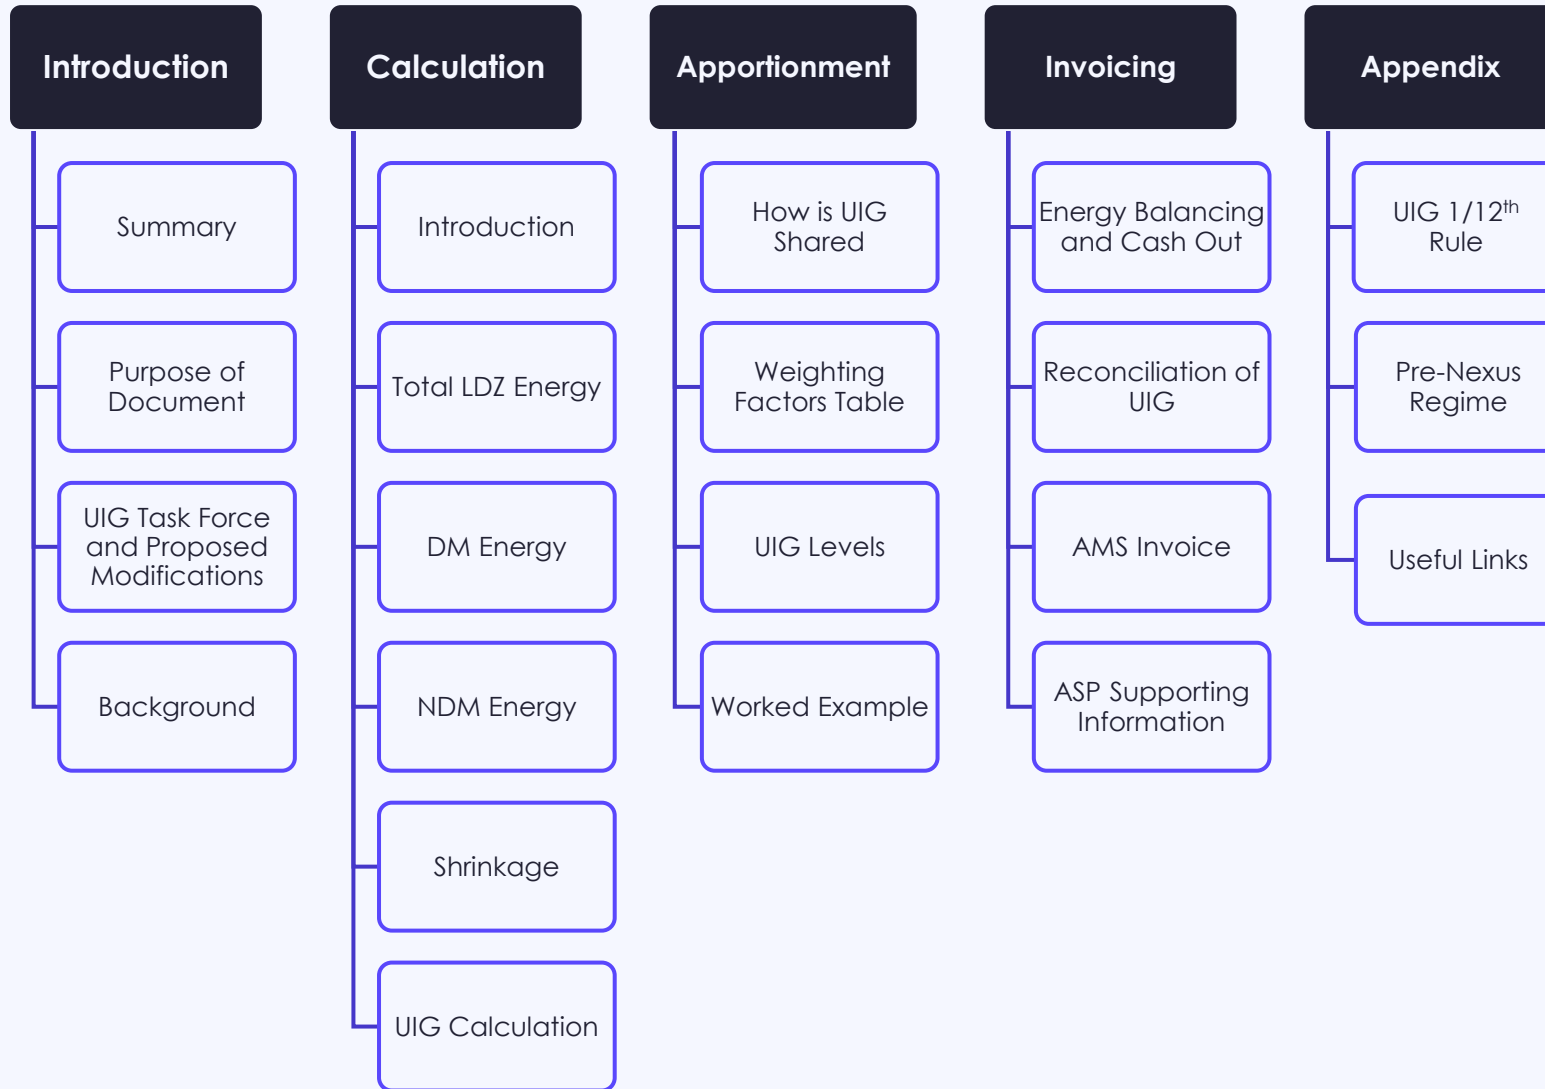 Introduction
Summary
Purpose of
Document
UIG Task Force
and Proposed
Modifications
Background
Calculation
Introduction
Total LDZ Energy
DM Energy
NDM Energy
Shrinkage
UIG Calculation
Apportionment
How is UIG
Shared
Weighting
Factors Table
UIG Levels
Worked Example
Invoicing
Energy Balancing
and Cash Out
Reconciliation of
UIG
AMS Invoice
ASP Supporting
Information
Appendix
UIG 1/12th
Rule
Pre-Nexus
Regime
Useful Links